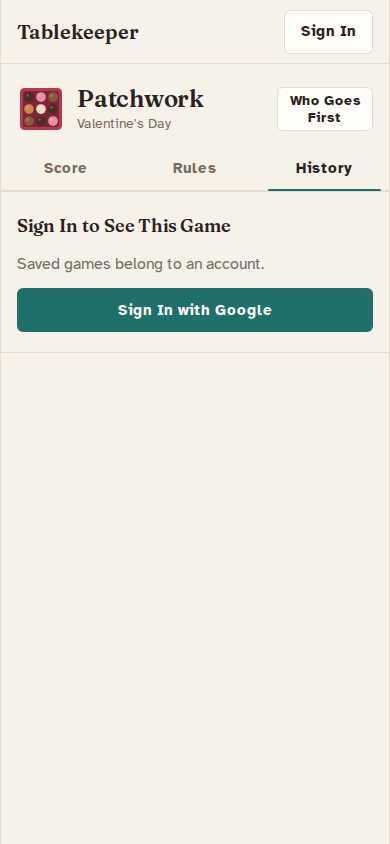 Tablekeeper
Sign In
Patchwork
Valentine's Day
Who Goes
First
Score
Rules
History
Sign In to See This Game
Saved games belong to an account.
Sign In with Google